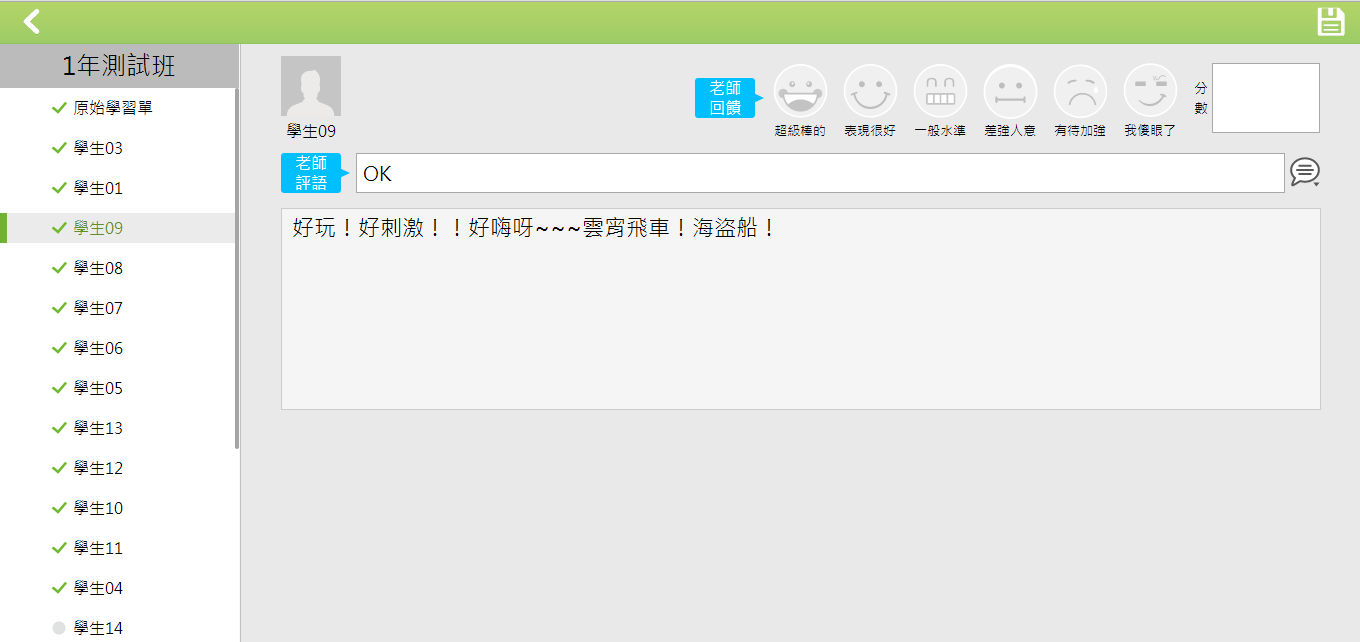 1年測試班
原始學習單
學生03
學生01
學生09
學生08
學生07
學生06
學生05
學生13
學生12
學生10
學生11
學生04
學生14
學生09
老師
回饋
超級棒的
表現很好
一般水準
差強人意
有待加強
我傻眼了
分
數
老師
評語
OK
好玩！好刺激！！好嗨呀~~~雲宵飛車！海盜船！